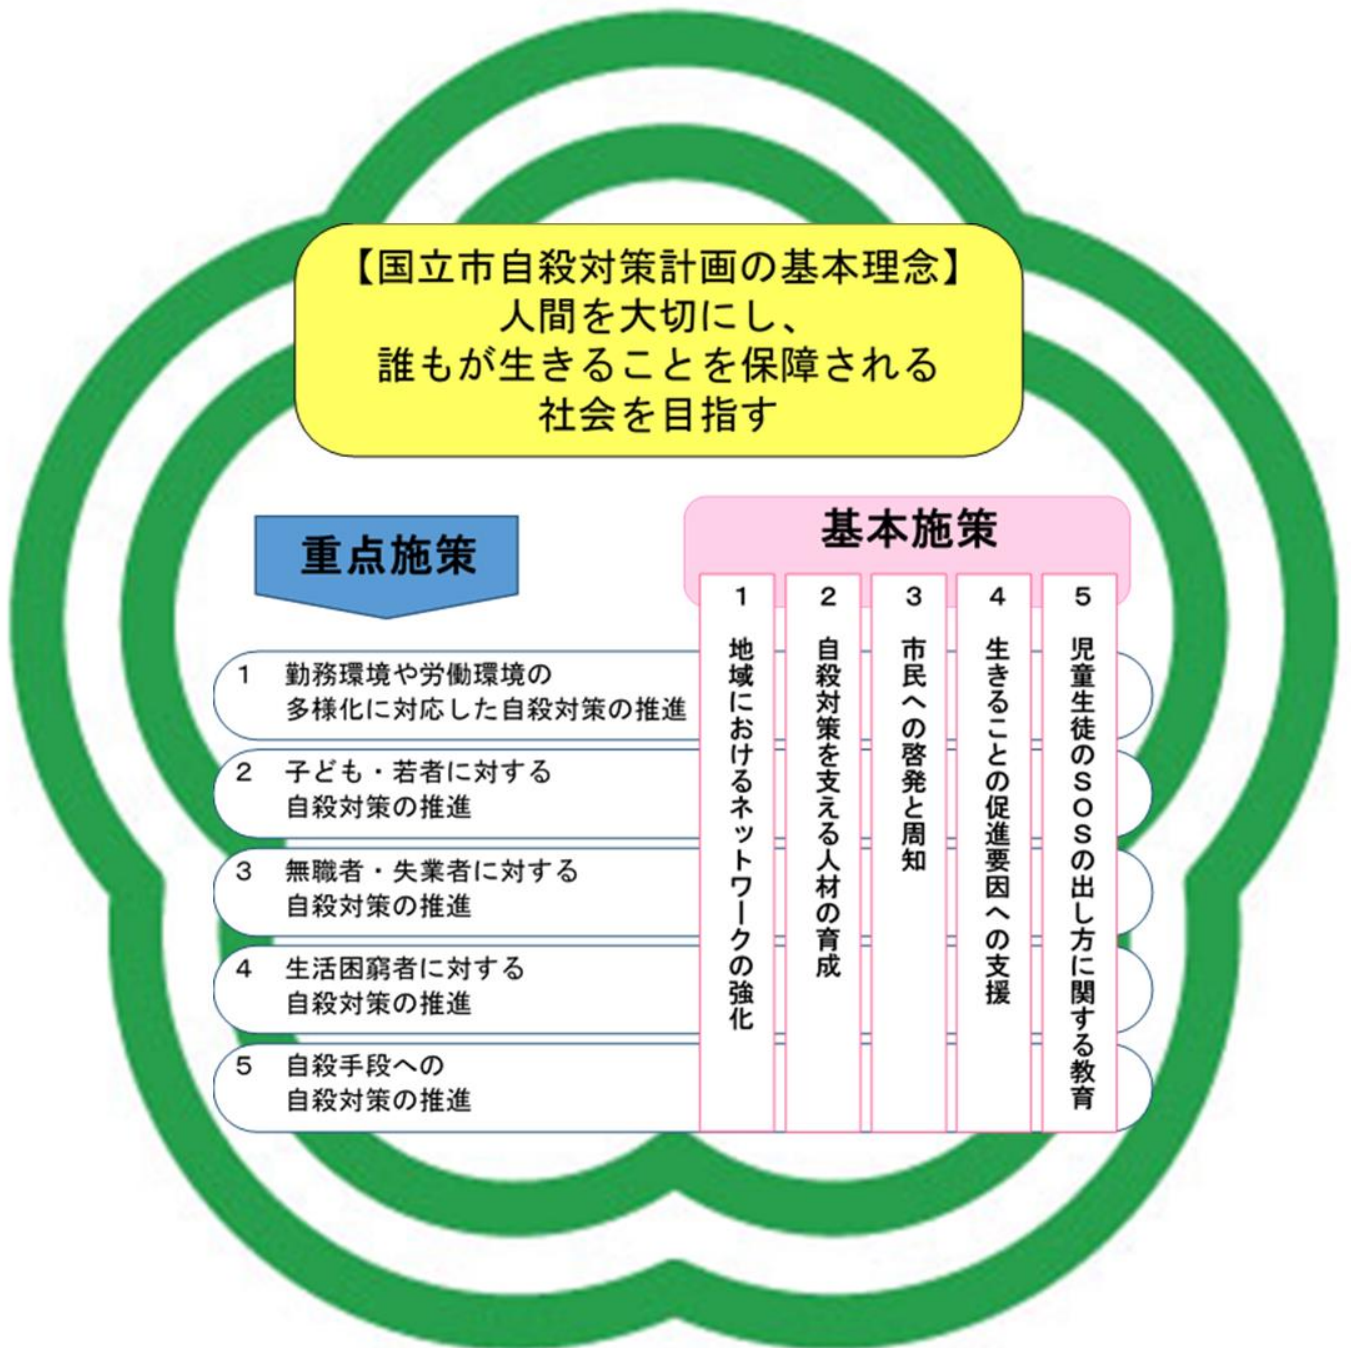 【国立市自殺対策計画の基本理念】
人間を大切にし、
誰もが生きることを保障される
社会を目指す
重点施策
基本施策
1 勤務環境や労働環境の
多様化に対応した自殺対策の推進
2 子ども・若者に対する
自殺対策の推進
3 無職者・失業者に対する
自殺対策の推進
4 生活困窮者に対する
自殺対策の推進
5 自殺手段への
自殺対策の推進
1 地域におけるネットワークの強化
2 自殺対策を支える人材の育成
3 市民への啓発と周知
4 生きることの促進要因への支援
5 児童生徒のSOSの出し方に関する教育